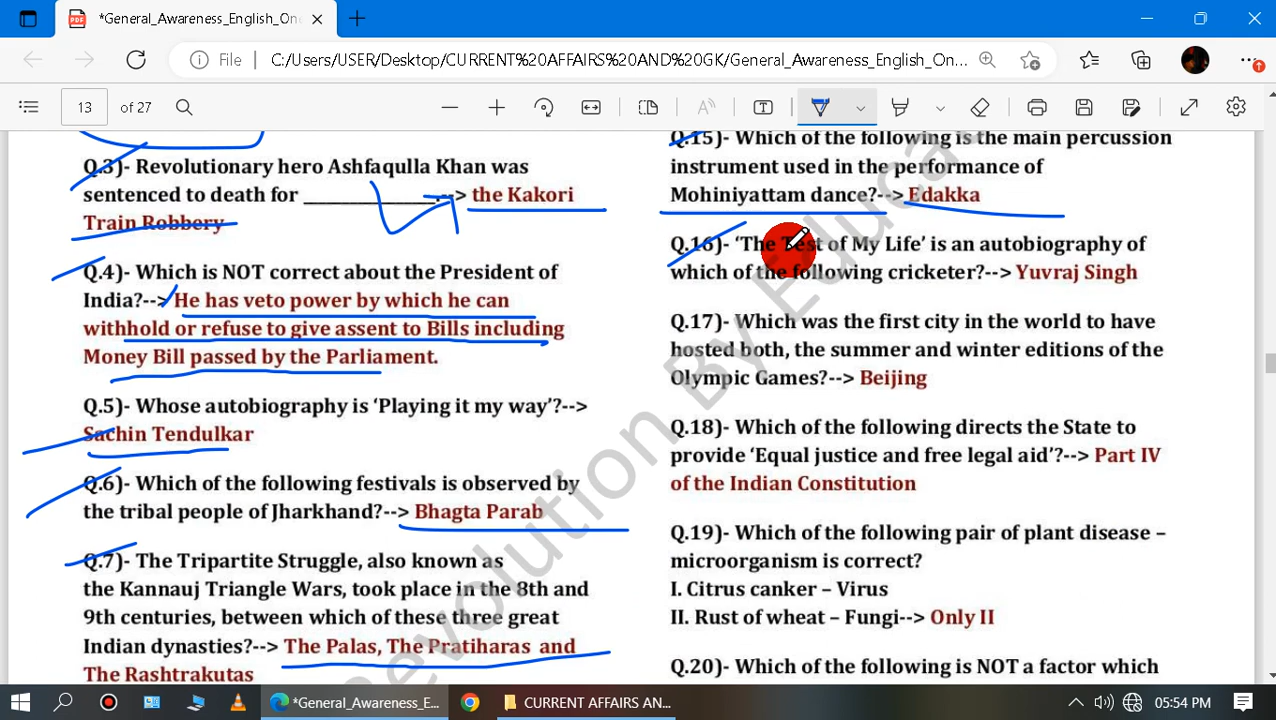 *General_Awareness_English_On
File
C:/Users/USER/Desktop/CURRENT%20AFFAIRS%20AND%20GK/General_Awareness_English_On...
13 of 27
Q.3)- Revolutionary hero Ashfaqulla Khan was
sentenced to death for ________________.--> the Kakori
Train Robbery
Q.4)- Which is NOT correct about the President of
India?--> He has veto power by which he can
withhold or refuse to give assent to Bills including
Money Bill passed by the Parliament.
Q.5)- Whose autobiography is ‘Playing it my way’?-->
Sachin Tendulkar
Q.6)- Which of the following festivals is observed by
the tribal people of Jharkhand?--> Bhagta Parab
Q.7)- The Tripartite Struggle, also known as
the Kannauj Triangle Wars, took place in the 8th and
9th centuries, between which of these three great
Indian dynasties?--> The Palas, The Pratiharas and
The Rashtrakutas
Q.15)- Which of the following is the main percussion
instrument used in the performance of
Mohiniyattam dance?--> Edakka
Q.16)- ‘The Test of My Life’ is an autobiography of
which of the following cricketer?--> Yuvraj Singh
Q.17)- Which was the first city in the world to have
hosted both, the summer and winter editions of the
Olympic Games?--> Beijing
Q.18)- Which of the following directs the State to
provide ‘Equal justice and free legal aid’?--> Part IV
of the Indian Constitution
Q.19)- Which of the following pair of plant disease –
microorganism is correct?
I. Citrus canker – Virus
II. Rust of wheat – Fungi--> Only II
Q.20)- Which of the following is NOT a factor which
Revolution By Educa
*General_Awareness_E...
CURRENT AFFAIRS AN...
05:54 PM